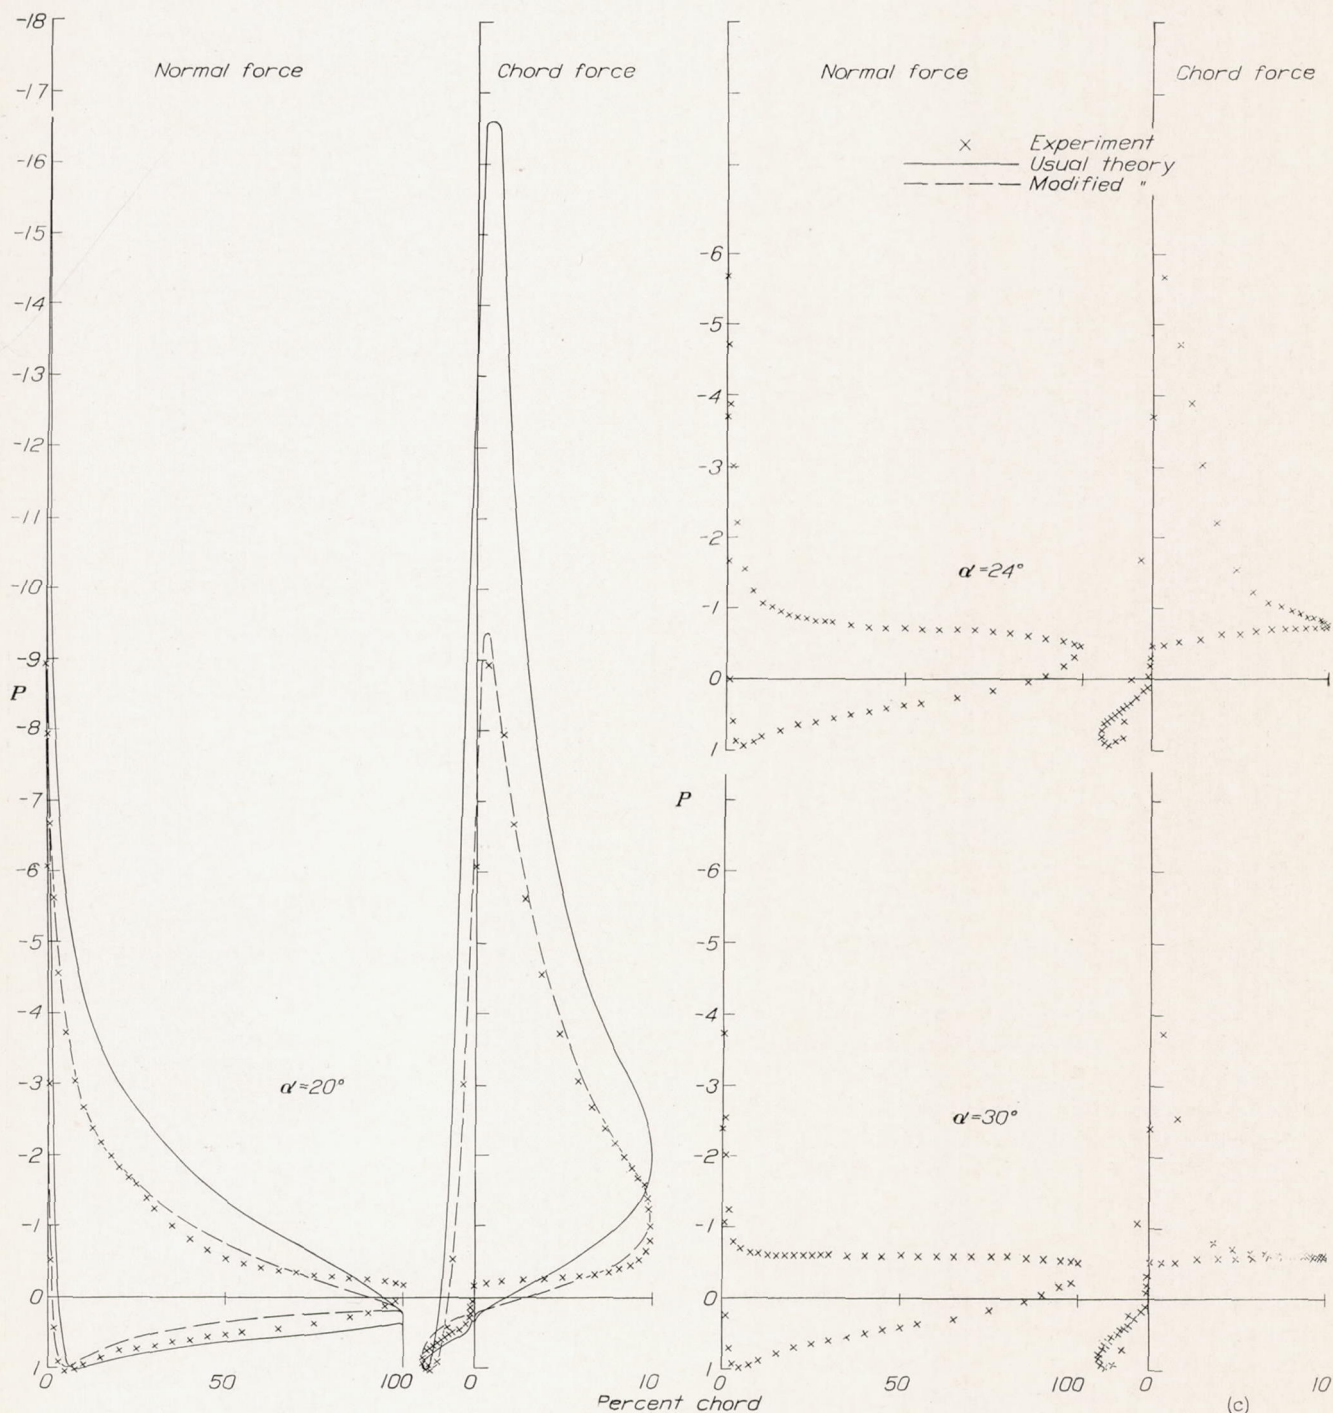 -18
Normal force
Chord force
Normal force
Chord force
-17
× Experiment
Usual theory
Modified "
-16
-15
-14
-13
-12
-11
-10
-9
P
-8
-7
-6
-5
-4
-3
α=20°
-2
-1
0
1
0 50 100 0 10
-6
-5
-4
-3
-2
α=24°
-1
0
1
P
-6
-5
-4
-3
α=30°
-2
-1
0
1
0 50 100 0 10
Percent chord
(c)